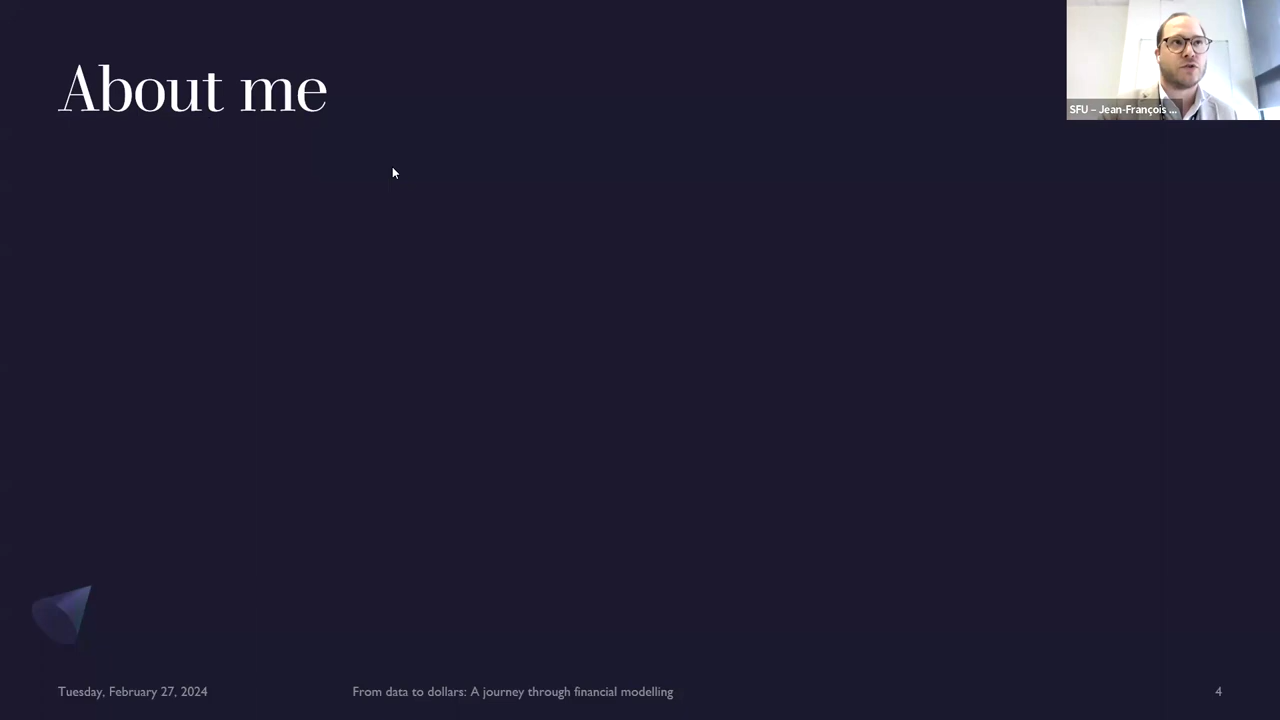 About me
SFU – Jean-François ...
Tuesday, February 27, 2024
From data to dollars: A journey through financial modelling
4